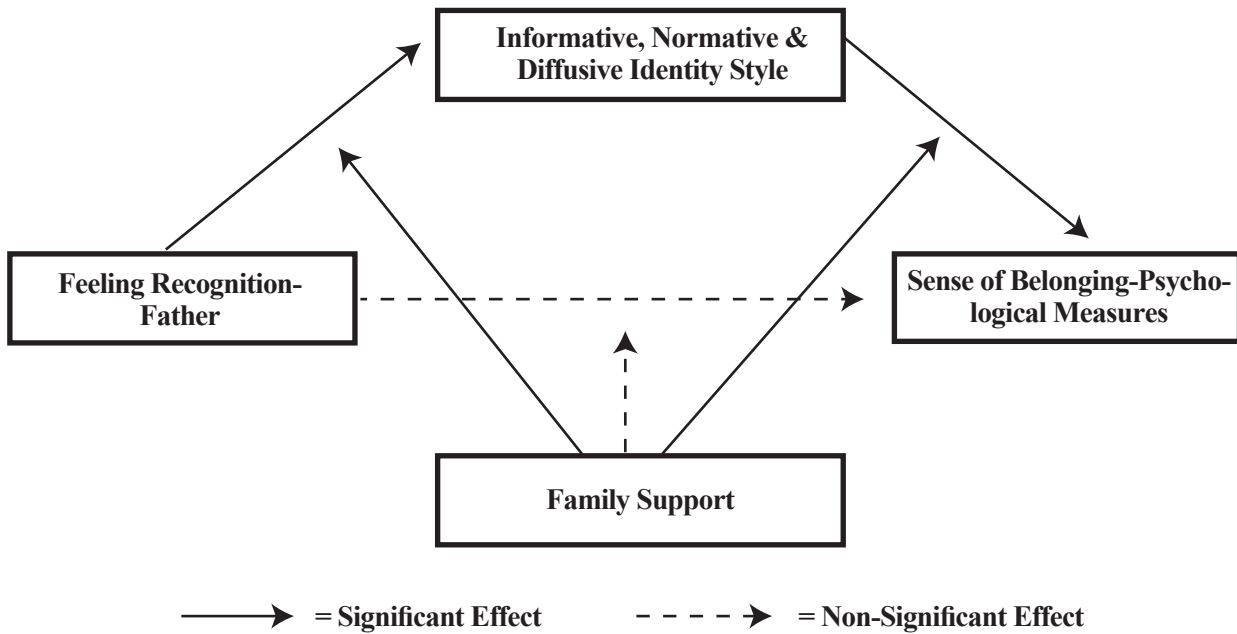 Informative, Normative &
Diffusive Identity Style
Feeling Recognition-
Father
Sense of Belonging-Psycho-
logical Measures
Family Support
= Significant Effect
= Non-Significant Effect